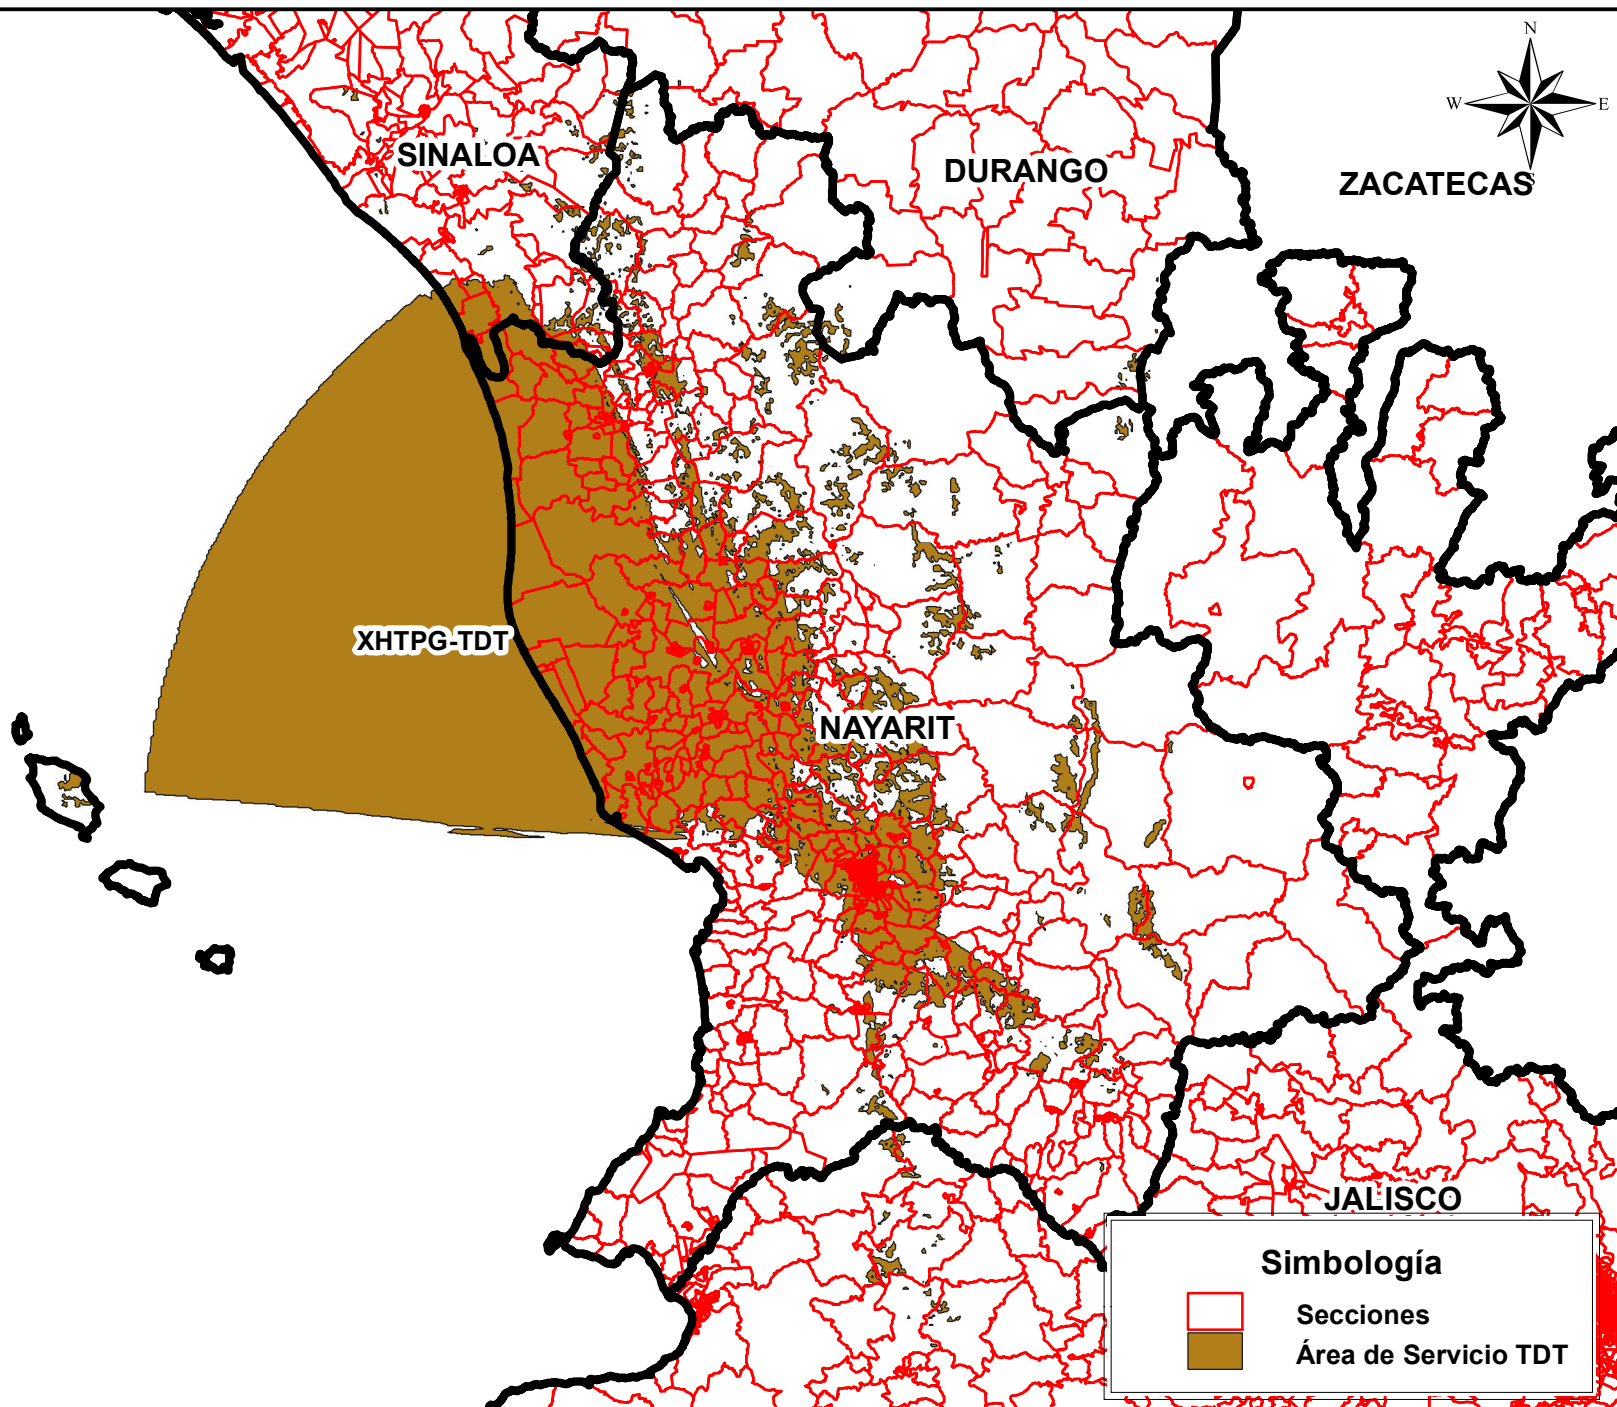 N
W
E
S
SINALOA
DURANGO
ZACATECAS
XHTPG-TDT
NAYARIT
JALISCO
Simbología
Secciones
Área de Servicio TDT